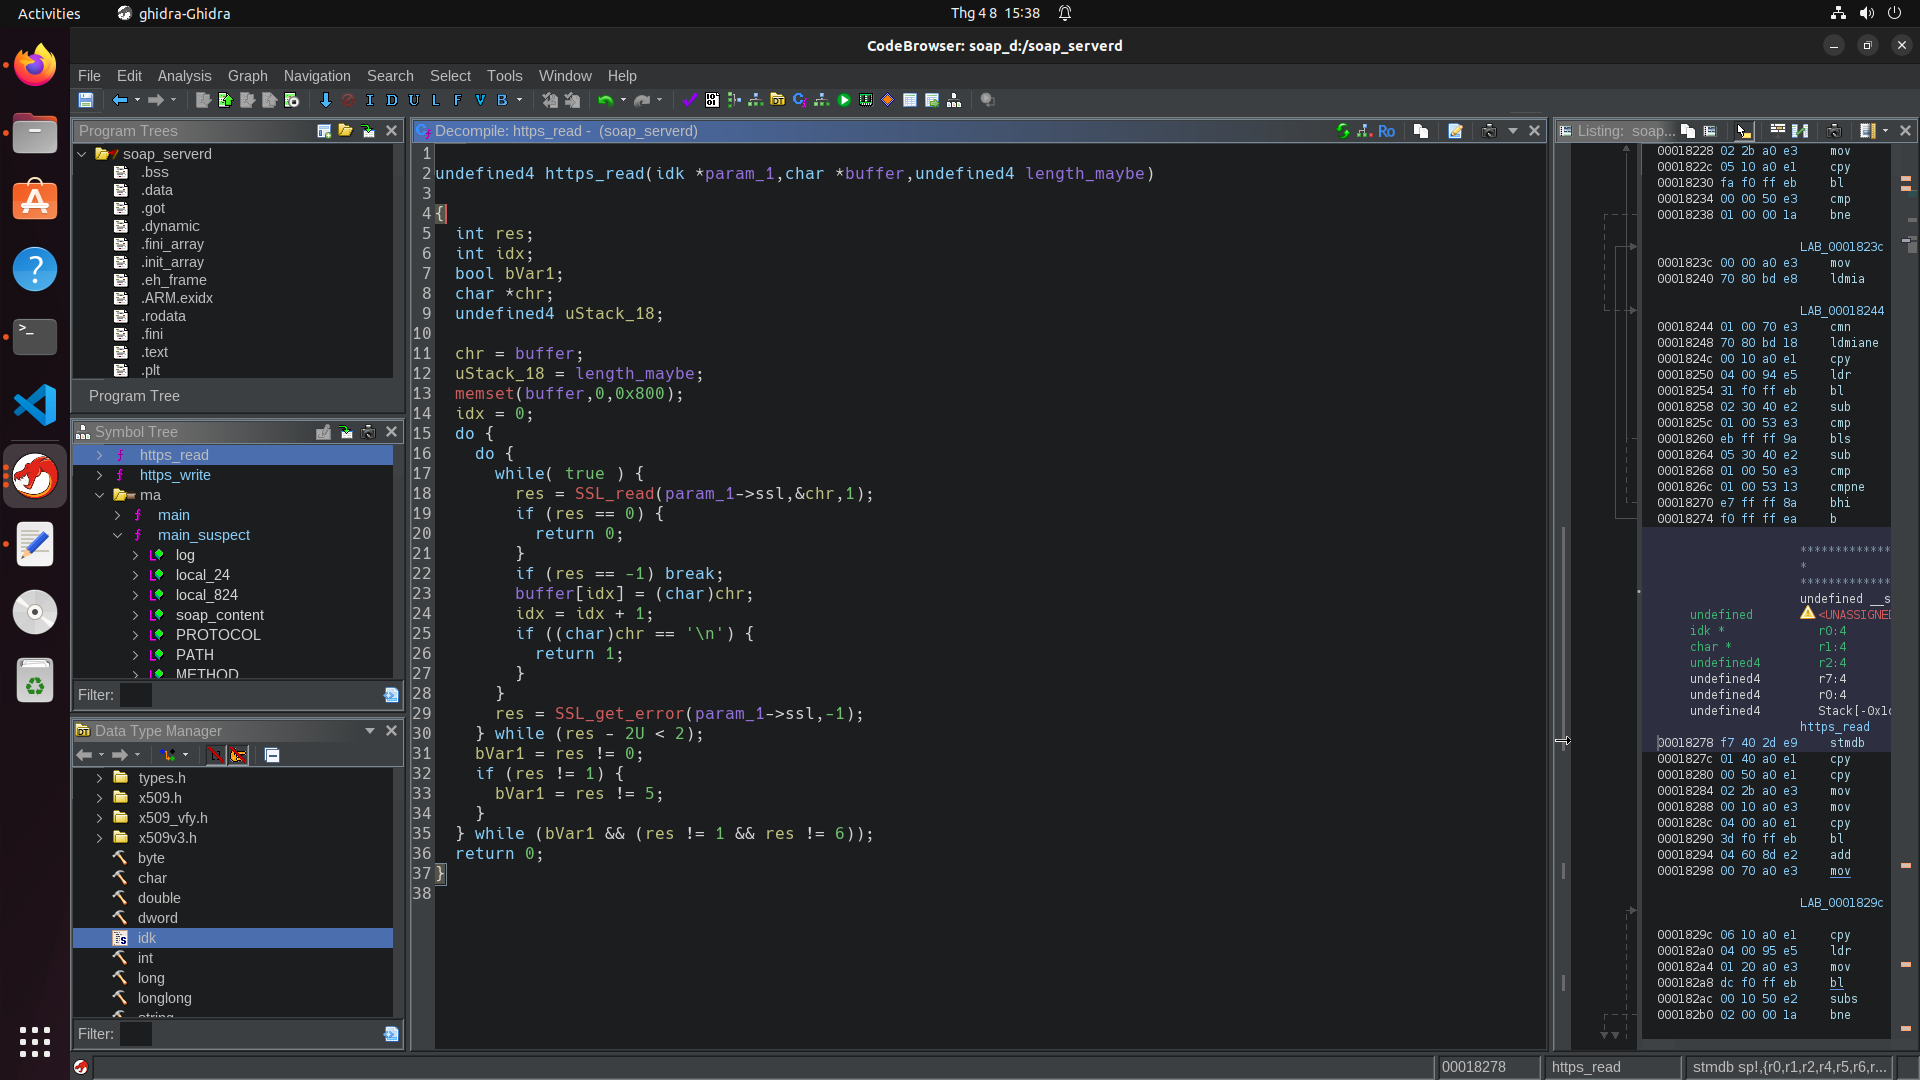 Activities
ghidra-Ghidra
Thg 4 8 15:38
CodeBrowser: soap_d:/soap_serverd
File Edit Analysis Graph Navigation Search Select Tools Window Help
I D U L F V B
Program Trees
soap_serverd
.bss
.data
.got
.dynamic
.fini_array
.init_array
.eh_frame
.ARM.exidx
.rodata
.fini
.text
.plt
Program Tree
Symbol Tree
https_read
https_write
ma
main
main_suspect
log
local_24
local_824
soap_content
PROTOCOL
PATH
METHOD
Filter:
Data Type Manager
types.h
x509.h
x509_vfy.h
x509v3.h
byte
char
double
dword
idk
int
long
longlong
string
Filter:
Decompile: https_read - (soap_serverd)
Ro
1
2 undefined4 https_read(idk *param_1,char *buffer,undefined4 length_maybe)
3
4 {
5 int res;
6 int idx;
7 bool bVar1;
8 char *chr;
9 undefined4 uStack_18;
10
11 chr = buffer;
12 uStack_18 = length_maybe;
13 memset(buffer,0,0x800);
14 idx = 0;
15 do {
16 do {
17 while( true ) {
18 res = SSL_read(param_1->ssl,&chr,1);
19 if (res == 0) {
20 return 0;
21 }
22 if (res == -1) break;
23 buffer[idx] = (char)chr;
24 idx = idx + 1;
25 if ((char)chr == '\n') {
26 return 1;
27 }
28 }
29 res = SSL_get_error(param_1->ssl,-1);
30 } while (res - 2U < 2);
31 bVar1 = res != 0;
32 if (res != 1) {
33 bVar1 = res != 5;
34 }
35 } while (bVar1 && (res != 1 && res != 6));
36 return 0;
37 }
38
Listing: soap...
00018228 02 2b a0 e3 mov
0001822c 05 10 a0 e1 cpy
00018230 fa f0 ff eb bl
00018234 00 00 50 e3 cmp
00018238 01 00 00 1a bne
LAB_0001823c
0001823c 00 00 a0 e3 mov
00018240 70 80 bd e8 ldmia
LAB_00018244
00018244 01 00 70 e3 cmn
00018248 70 80 bd 18 ldmiane
0001824c 00 10 a0 e1 cpy
00018250 04 00 94 e5 ldr
00018254 31 f0 ff eb bl
00018258 02 30 40 e2 sub
0001825c 01 00 53 e3 cmp
00018260 eb ff ff 9a bls
00018264 05 30 40 e2 sub
00018268 01 00 50 e3 cmp
0001826c 01 00 53 13 cmpne
00018270 e7 ff ff 8a bhi
00018274 f0 ff ff ea b
*************
*
*************
undefined __s
undefined <UNASSIGNED
idk * r0:4
char * r1:4
undefined4 r2:4
undefined4 r7:4
undefined4 r0:4
undefined4 Stack[-0x1c
https_read
00018278 f7 40 2d e9 stmdb
0001827c 01 40 a0 e1 cpy
00018280 00 50 a0 e1 cpy
00018284 02 2b a0 e3 mov
00018288 00 10 a0 e3 mov
0001828c 04 00 a0 e1 cpy
00018290 3d f0 ff eb bl
00018294 04 60 8d e2 add
00018298 00 70 a0 e3 mov
LAB_0001829c
0001829c 06 10 a0 e1 cpy
000182a0 04 00 95 e5 ldr
000182a4 01 20 a0 e3 mov
000182a8 dc f0 ff eb bl
000182ac 00 10 50 e2 subs
000182b0 02 00 00 1a bne
00018278
https_read
stmdb sp!,{r0,r1,r2,r4,r5,r6,r...